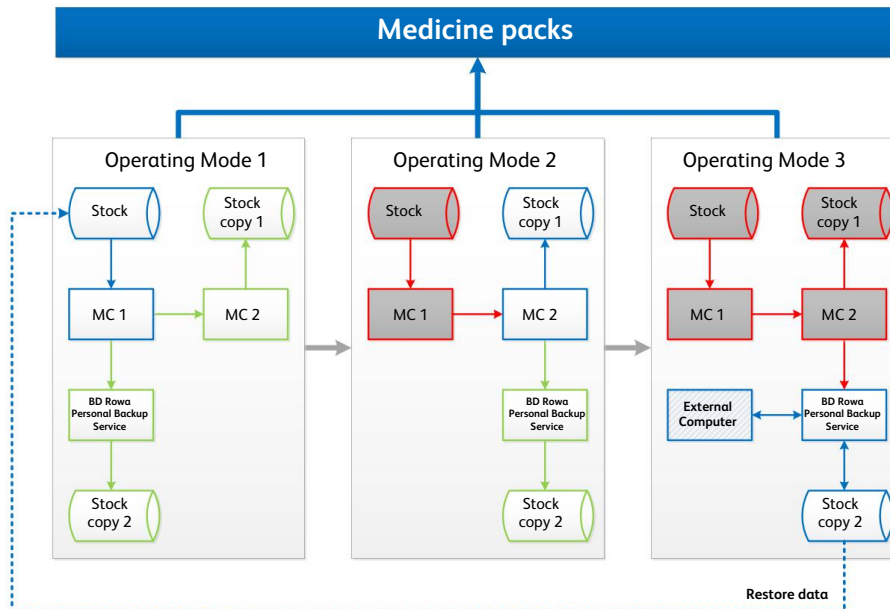 Medicine packs
Operating Mode 1
Stock
Stock
copy 1
MC 1
MC 2
BD Rowa
Personal Backup
Service
Stock
copy 2
Operating Mode 2
Stock
Stock
copy 1
MC 1
MC 2
BD Rowa
Personal Backup
Service
Stock
copy 2
Operating Mode 3
Stock
Stock
copy 1
MC 1
MC 2
External
Computer
BD Rowa
Personal Backup
Service
Stock
copy 2
Restore data